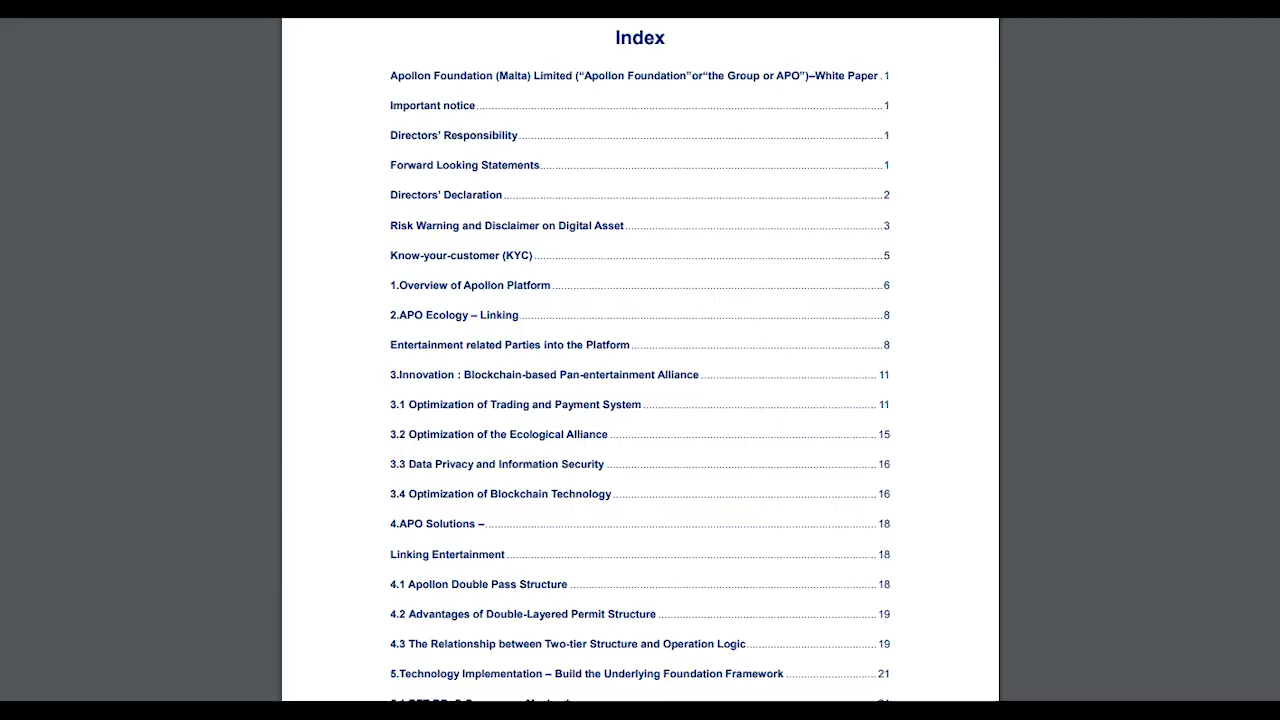 Index
Apollon Foundation (Malta) Limited (“Apollon Foundation”or“the Group or APO”)–White Paper . 1
Important notice 1
Directors’ Responsibility 1
Forward Looking Statements 1
Directors’ Declaration 2
Risk Warning and Disclaimer on Digital Asset 3
Know-your-customer (KYC) 5
1.Overview of Apollon Platform 6
2.APO Ecology – Linking 8
Entertainment related Parties into the Platform 8
3.Innovation : Blockchain-based Pan-entertainment Alliance 11
3.1 Optimization of Trading and Payment System 11
3.2 Optimization of the Ecological Alliance 15
3.3 Data Privacy and Information Security 16
3.4 Optimization of Blockchain Technology 16
4.APO Solutions – 18
Linking Entertainment 18
4.1 Apollon Double Pass Structure 18
4.2 Advantages of Double-Layered Permit Structure 19
4.3 The Relationship between Two-tier Structure and Operation Logic 19
5.Technology Implementation – Build the Underlying Foundation Framework 21